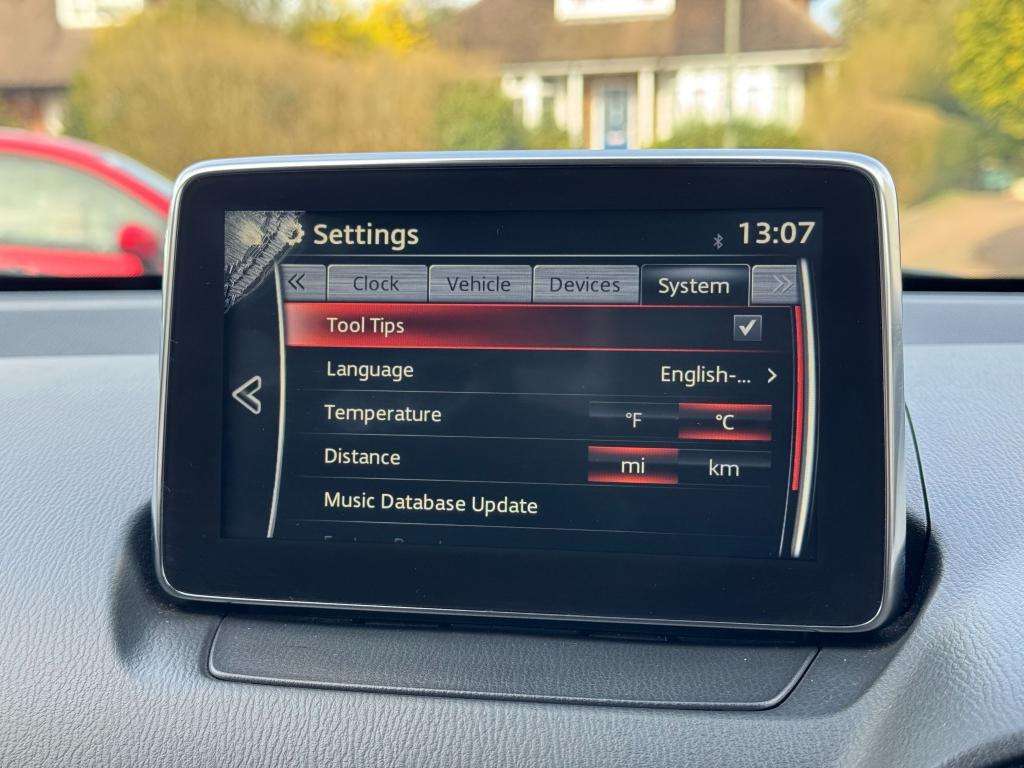 Settings 13:07
« Clock Vehicle Devices System »
Tool Tips
Language English-... >
Temperature °F °C
Distance mi km
Music Database Update